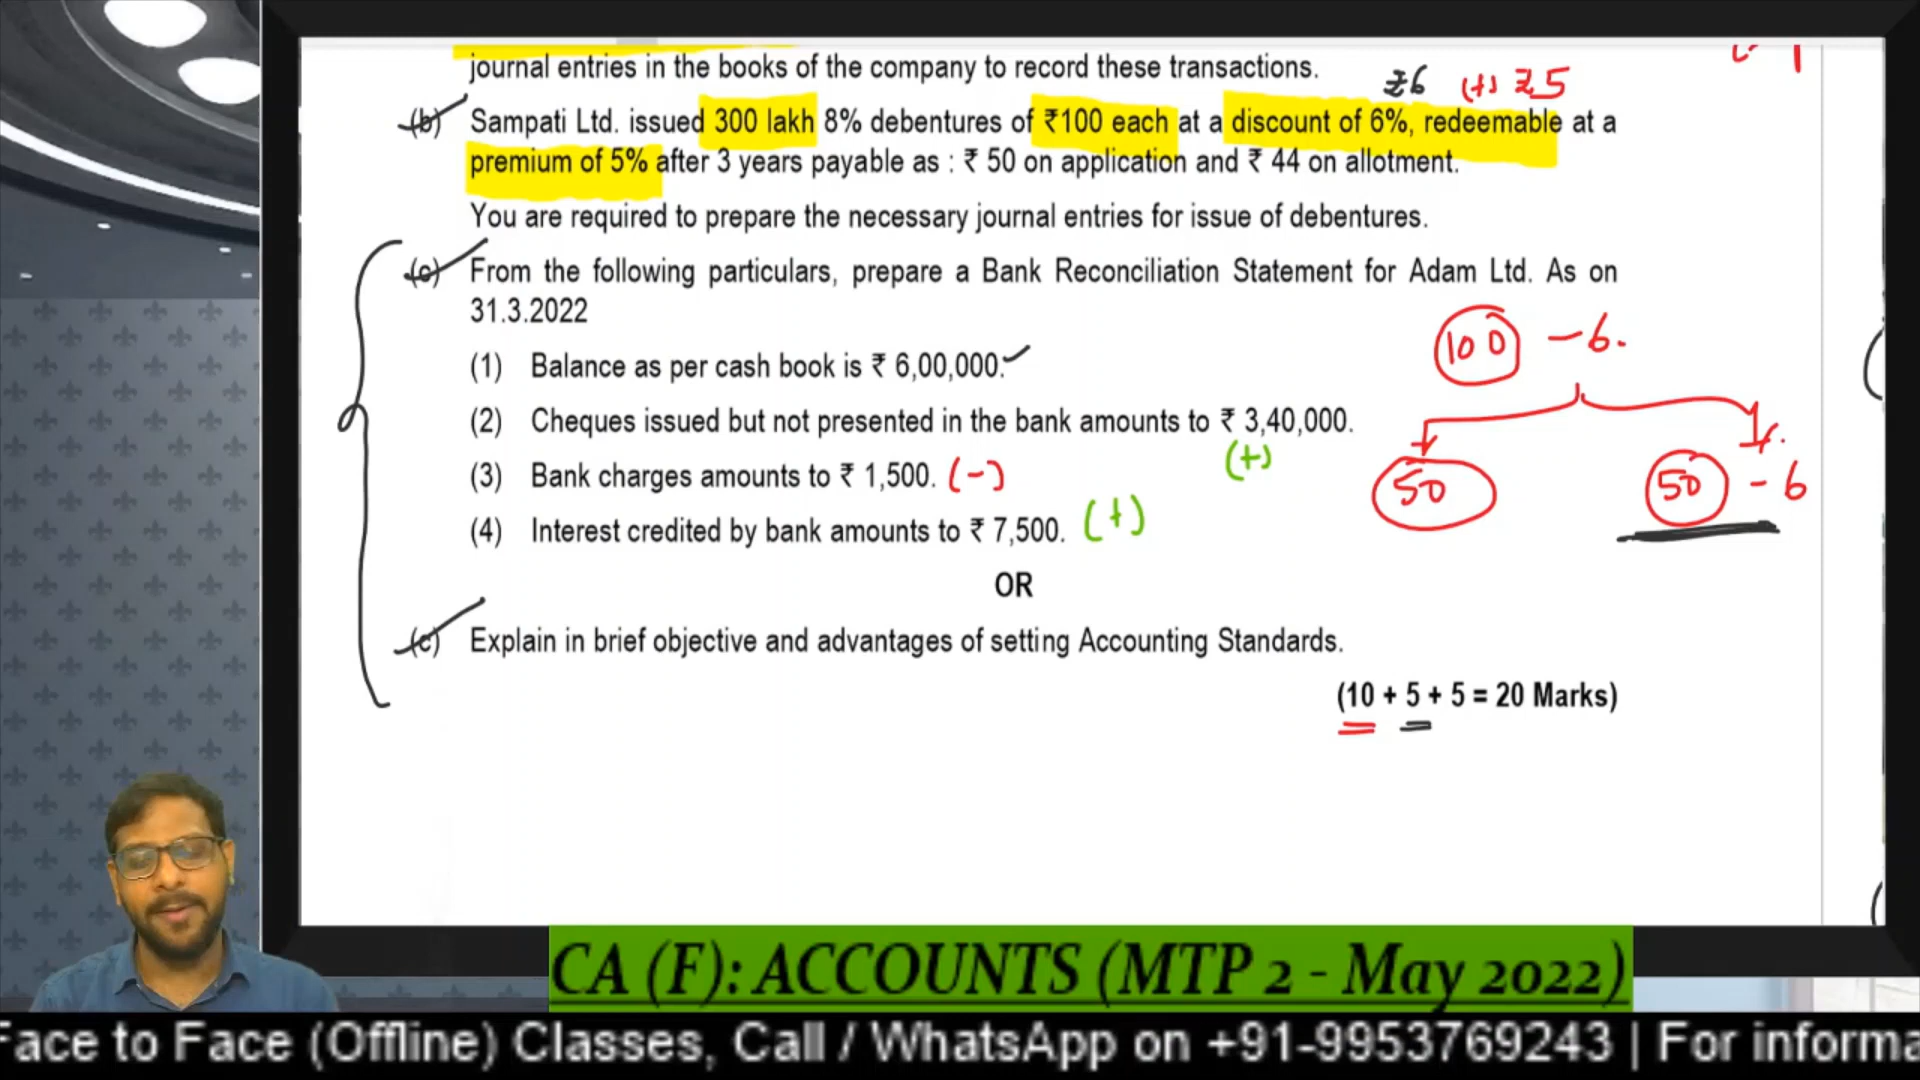 journal entries in the books of the company to record these transactions.
₹6 (+) ₹5
(b) Sampati Ltd. issued 300 lakh 8% debentures of ₹100 each at a discount of 6%, redeemable at a
premium of 5% after 3 years payable as : ₹ 50 on application and ₹ 44 on allotment.
You are required to prepare the necessary journal entries for issue of debentures.
(c) From the following particulars, prepare a Bank Reconciliation Statement for Adam Ltd. As on
31.3.2022
100 - 6.
(1) Balance as per cash book is ₹ 6,00,000.
(2) Cheques issued but not presented in the bank amounts to ₹ 3,40,000.
(+)
(3) Bank charges amounts to ₹ 1,500. (-)
50 50 - 6
(4) Interest credited by bank amounts to ₹ 7,500. (+)
OR
(c) Explain in brief objective and advantages of setting Accounting Standards.
(10 + 5 + 5 = 20 Marks)
CA (F): ACCOUNTS (MTP 2 - May 2022)
Face to Face (Offline) Classes, Call / WhatsApp on +91-9953769243 | For informa